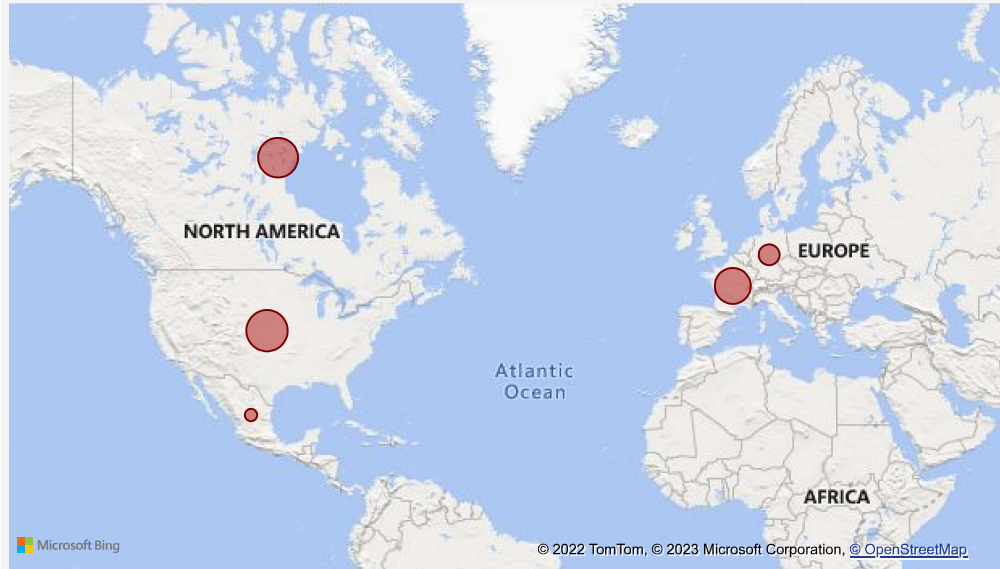 NORTH AMERICA
EUROPE
Atlantic
Ocean
AFRICA
Microsoft Bing
© 2022 TomTom, © 2023 Microsoft Corporation, © OpenStreetMap